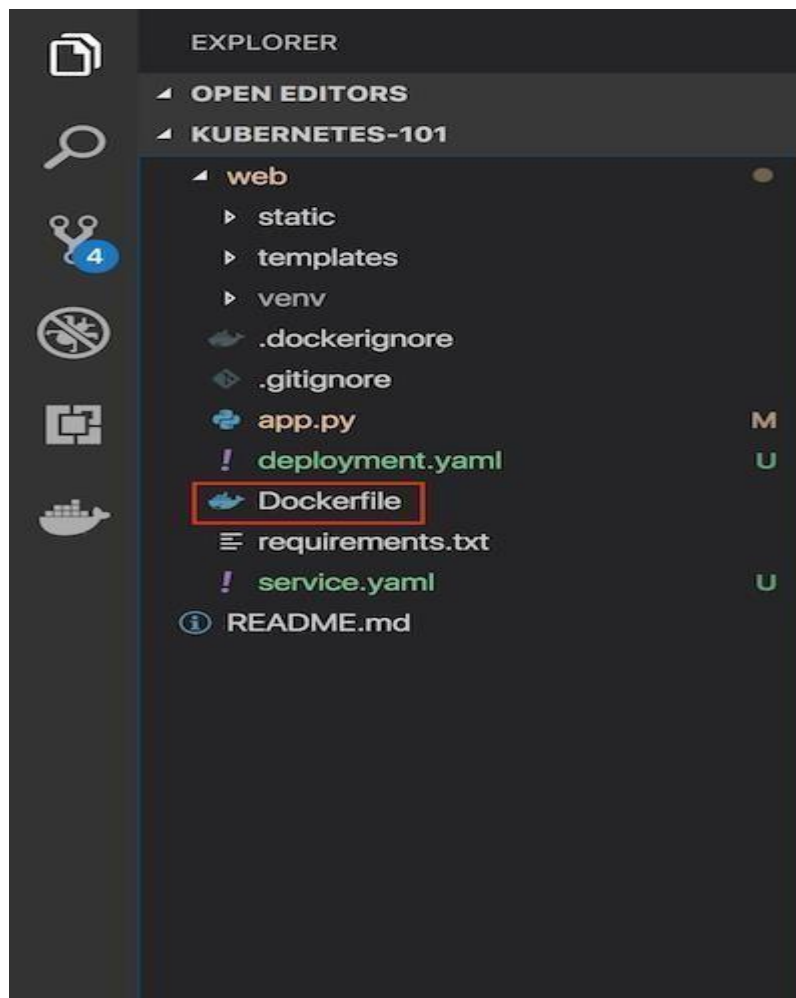 EXPLORER
OPEN EDITORS
KUBERNETES-101
web
static
templates
venv
4
.dockerignore
.gitignore
app.py M
deployment.yaml U
Dockerfile
requirements.txt
service.yaml U
README.md